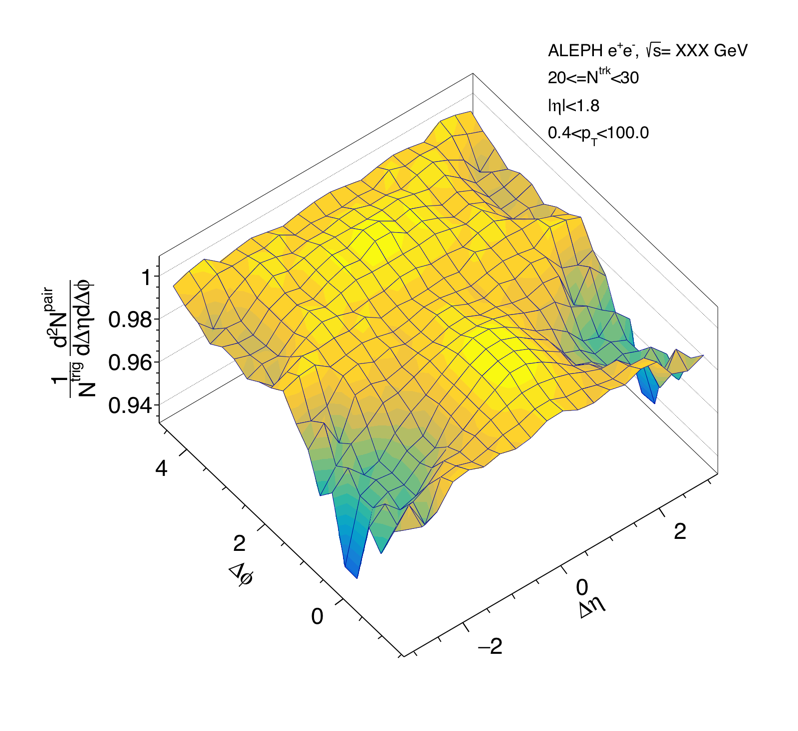 ALEPH e⁺e⁻, √s= XXX GeV
20<=Nᵗʳᵏ<30
|η|<1.8
0.4<p_T<100.0
1
0.98
0.96
0.94
1/N^trig d²N^pair/dΔηdΔφ
4
2
0
Δφ
2
0
−2
Δη